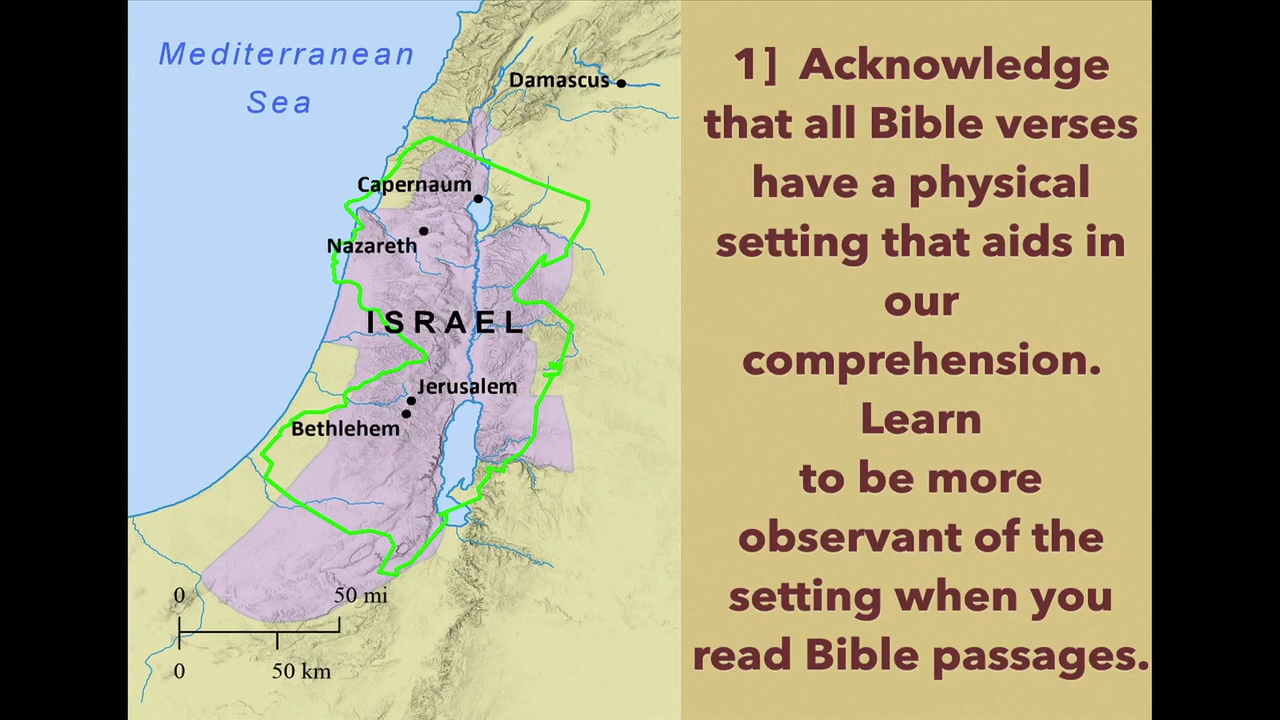 Mediterranean
Sea
Damascus
Capernaum
Nazareth
ISRAEL
Jerusalem
Bethlehem
0 50 mi
0 50 km
1] Acknowledge
that all Bible verses
have a physical
setting that aids in
our
comprehension.
Learn
to be more
observant of the
setting when you
read Bible passages.